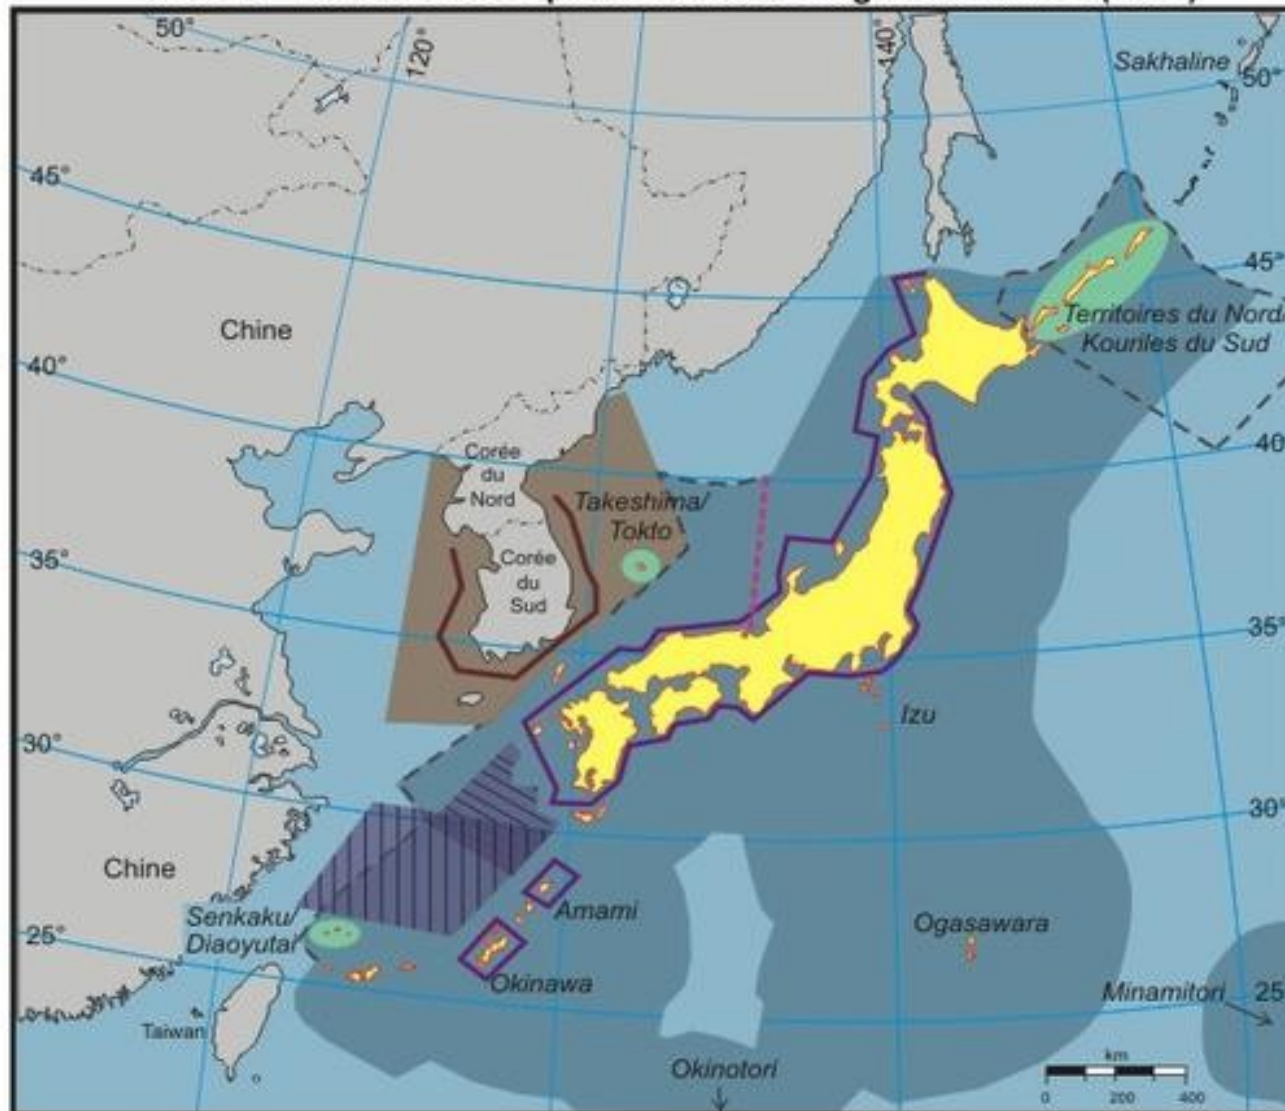 50°
120°
140°
Sakhaline
50°
45°
45°
Chine
Territoires du Nord/
Kouriles du Sud
40°
40°
Corée
du
Nord
Takeshima/
Tokto
Corée
du
Sud
35°
35°
Izu
30°
30°
Chine
Senkaku/
Diaoyutai
Amami
Ogasawara
25°
Okinawa
Minamitori
25°
Taiwan
Okinotori
km
0 200 400